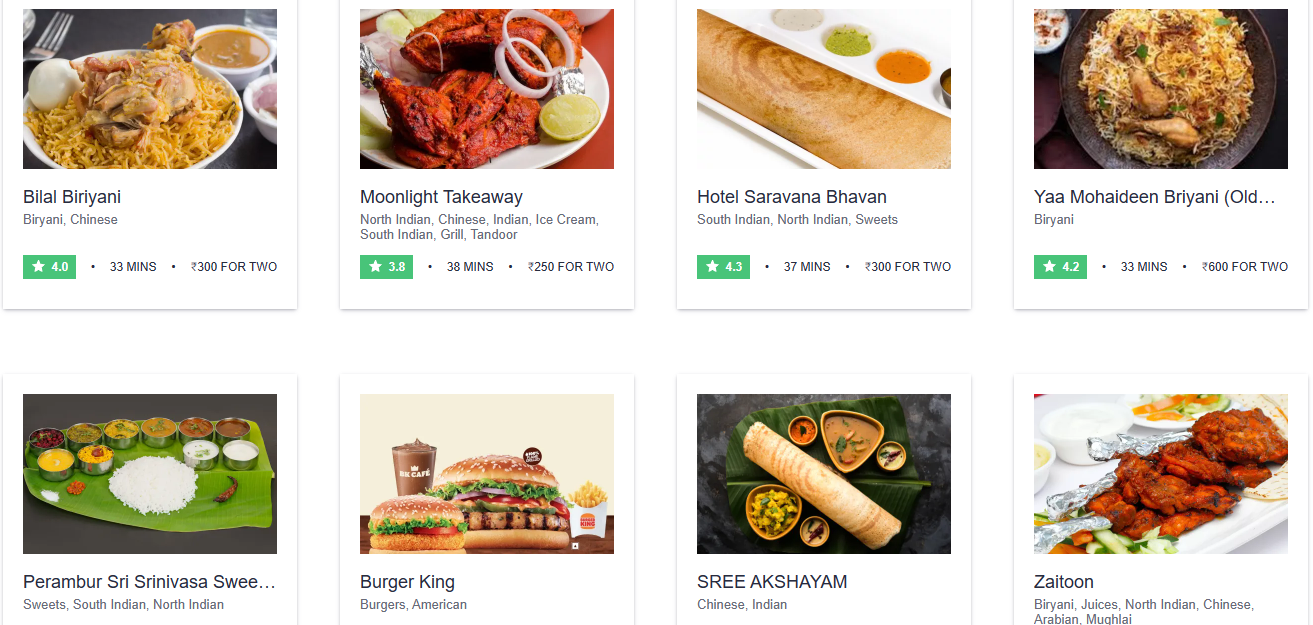 Bilal Biriyani
Biryani, Chinese
4.0 • 33 MINS • ₹300 FOR TWO
Moonlight Takeaway
North Indian, Chinese, Indian, Ice Cream,
South Indian, Grill, Tandoor
3.8 • 38 MINS • ₹250 FOR TWO
Hotel Saravana Bhavan
South Indian, North Indian, Sweets
4.3 • 37 MINS • ₹300 FOR TWO
Yaa Mohaideen Briyani (Old...
Biryani
4.2 • 33 MINS • ₹600 FOR TWO
Perambur Sri Srinivasa Swee...
Sweets, South Indian, North Indian
BK CAFÉ
BURGER
KING
Burger King
Burgers, American
SREE AKSHAYAM
Chinese, Indian
Zaitoon
Biryani, Juices, North Indian, Chinese,
Arabian, Mughlai